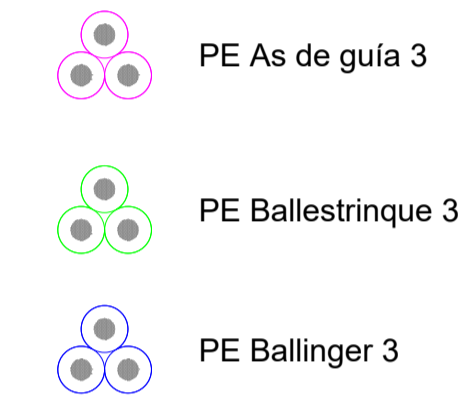 PE As de guía 3
PE Ballestrinque 3
PE Ballinger 3